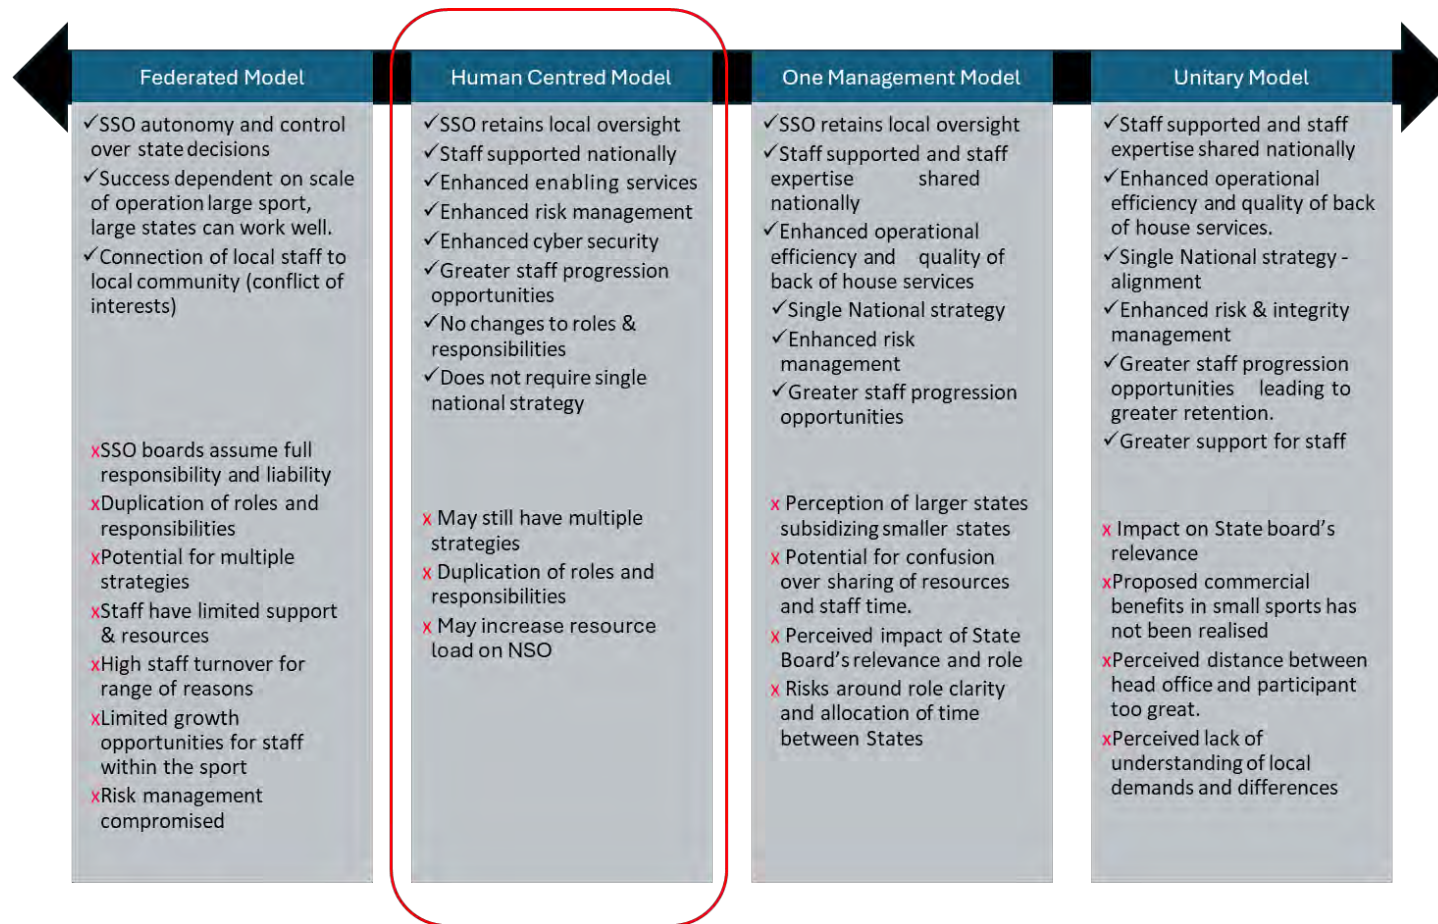 Federated Model
✓SSO autonomy and control
over state decisions
✓Success dependent on scale
of operation large sport,
large states can work well.
✓Connection of local staff to
local community (conflict of
interests)
xSSO boards assume full
responsibility and liability
xDuplication of roles and
responsibilities
xPotential for multiple
strategies
xStaff have limited support
& resources
xHigh staff turnover for
range of reasons
xLimited growth
opportunities for staff
within the sport
xRisk management
compromised
Human Centred Model
✓SSO retains local oversight
✓Staff supported nationally
✓Enhanced enabling services
✓Enhanced risk management
✓Enhanced cyber security
✓Greater staff progression
opportunities
✓No changes to roles &
responsibilities
✓Does not require single
national strategy
x May still have multiple
strategies
x Duplication of roles and
responsibilities
x May increase resource
load on NSO
One Management Model
✓SSO retains local oversight
✓Staff supported and staff
expertise shared
nationally
✓Enhanced operational
efficiency and quality of
back of house services
✓Single National strategy
✓Enhanced risk
management
✓Greater staff progression
opportunities
x Perception of larger states
subsidizing smaller states
x Potential for confusion
over sharing of resources
and staff time.
x Perceived impact of State
Board's relevance and role
x Risks around role clarity
and allocation of time
between States
Unitary Model
✓Staff supported and staff
expertise shared nationally
✓Enhanced operational
efficiency and quality of back
of house services.
✓Single National strategy -
alignment
✓Enhanced risk & integrity
management
✓Greater staff progression
opportunities leading to
greater retention.
✓Greater support for staff
x Impact on State board's
relevance
xProposed commercial
benefits in small sports has
not been realised
xPerceived distance between
head office and participant
too great.
xPerceived lack of
understanding of local
demands and differences